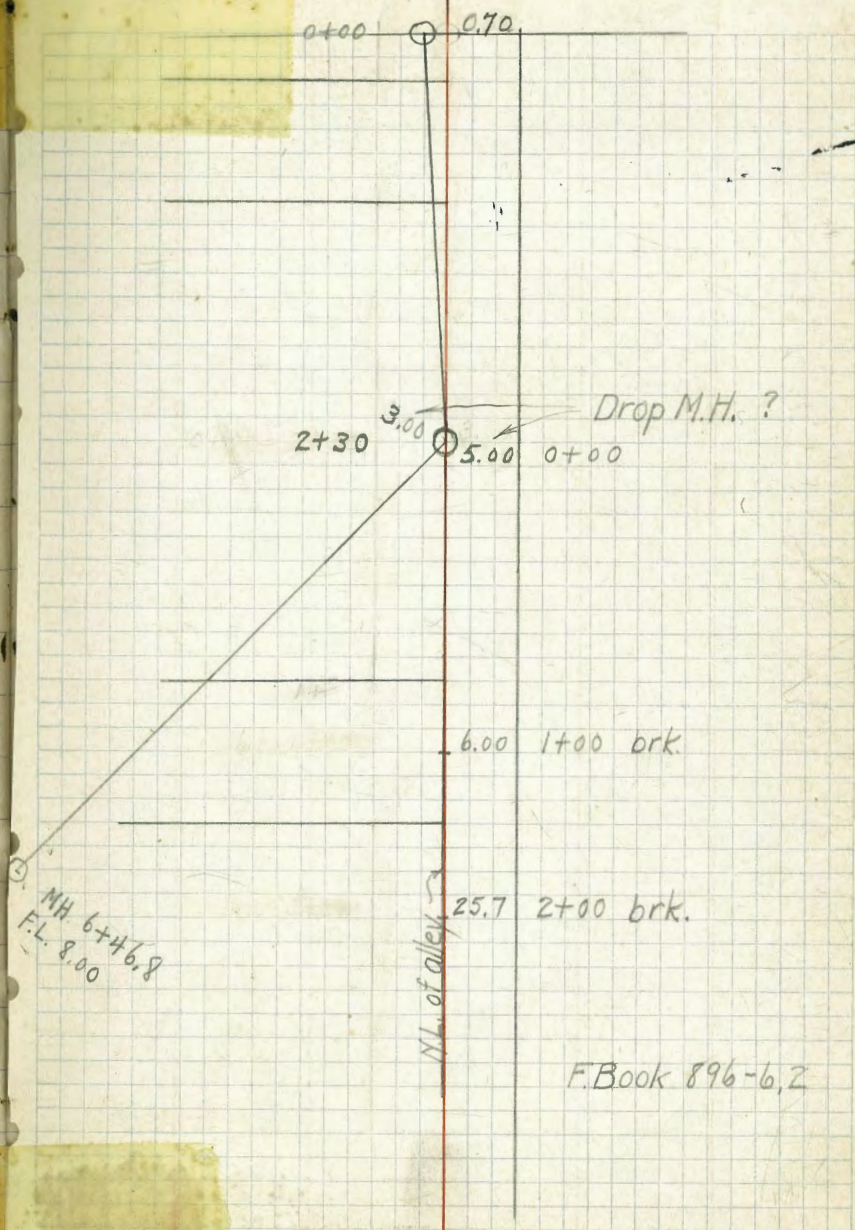 0+00 0.70
Drop M.H. ?
3.00
2+30 5.00 0+00
6.00 1+00 brk.
25.7 2+00 brk.
MH 6+46.8
F.L. 8.00
N.L. of alley
F.Book 896-6,2